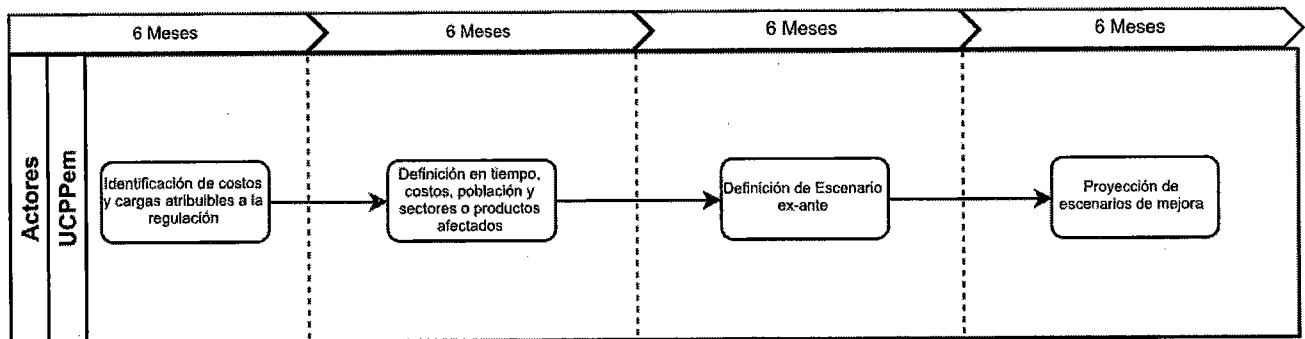 6 Meses
6 Meses
6 Meses
6 Meses
Actores
UCPPem
Identificación de costos
y cargas atribuibles a la
regulación
Definición en tiempo,
costos, población y
sectores o productos
afectados
Definición de Escenario
ex-ante
Proyección de
escenarios de mejora